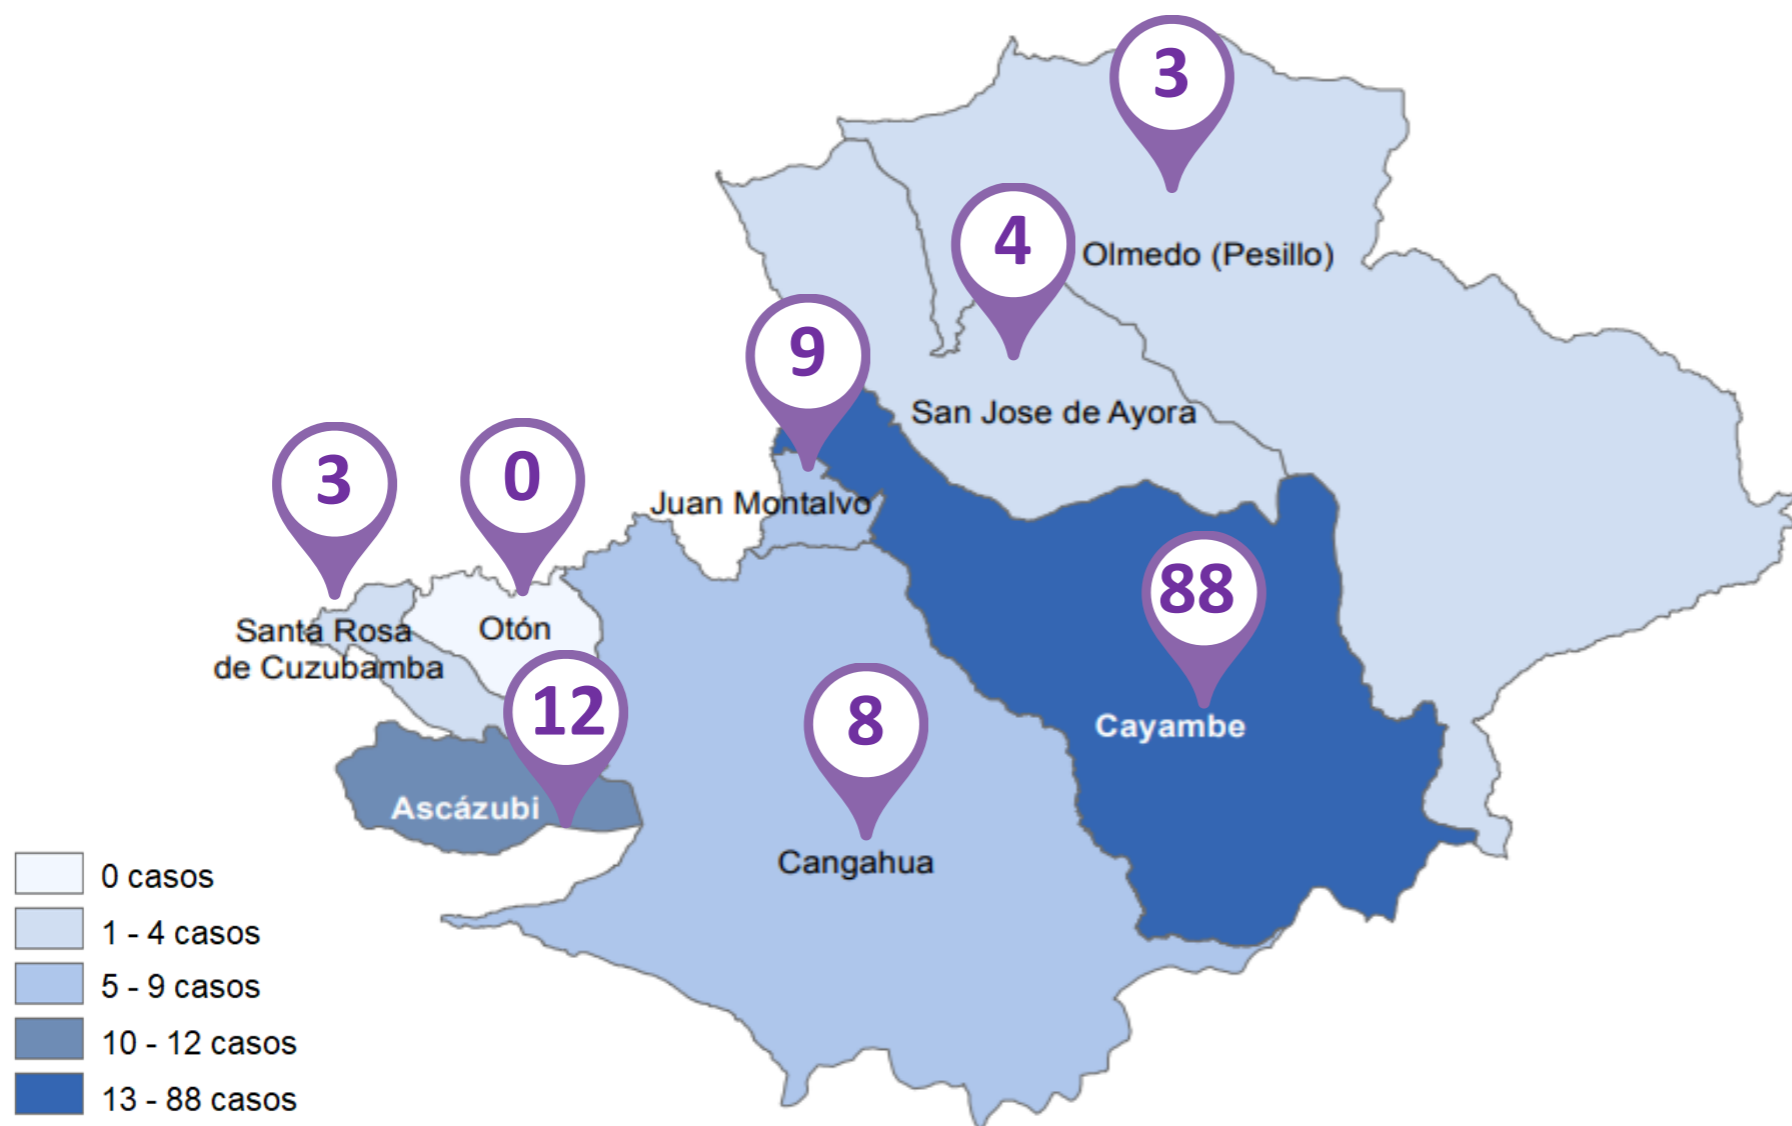 3
4
Olmedo (Pesillo)
9
San Jose de Ayora
3
0
Juan Montalvo
88
Santa Rosa
de Cuzubamba
Otón
12
8
Cayambe
Ascázubi
Cangahua
0 casos
1 - 4 casos
5 - 9 casos
10 - 12 casos
13 - 88 casos